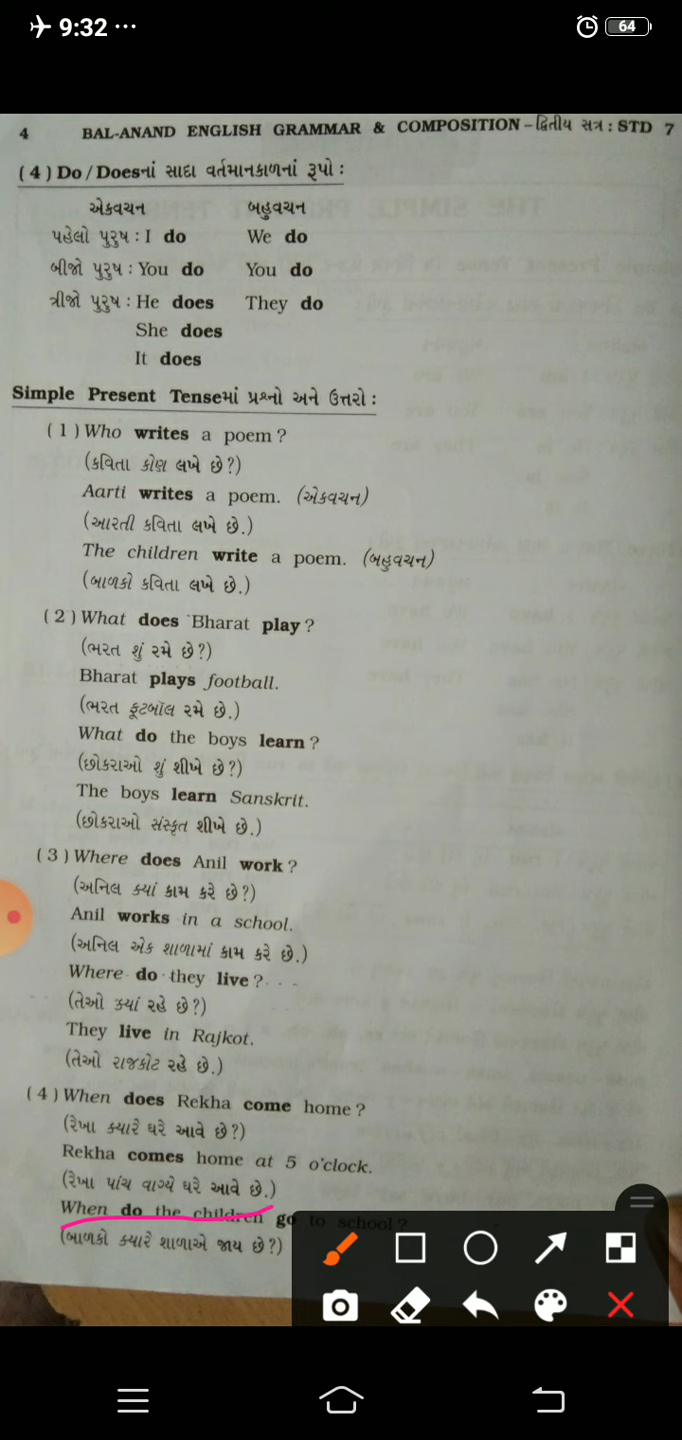 9:32 ...
64
4 BAL-ANAND ENGLISH GRAMMAR & COMPOSITION – દ્વિતીય સત્ર : STD 7
( 4 ) Do / Doesનાં સાદા વર્તમાનકાળનાં રૂપો :
એકવચન બહુવચન
પહેલો પુરુષ : I do We do
બીજો પુરુષ : You do You do
ત્રીજો પુરુષ : He does They do
She does
It does
Simple Present Tenseમાં પ્રશ્નો અને ઉત્તરો :
( 1 ) Who writes a poem ?
(કવિતા કોણ લખે છે ?)
Aarti writes a poem. (એકવચન)
(આરતી કવિતા લખે છે.)
The children write a poem. (બહુવચન)
(બાળકો કવિતા લખે છે.)
( 2 ) What does Bharat play ?
(ભરત શું રમે છે ?)
Bharat plays football.
(ભરત ફૂટબૉલ રમે છે.)
What do the boys learn ?
(છોકરાઓ શું શીખે છે ?)
The boys learn Sanskrit.
(છોકરાઓ સંસ્કૃત શીખે છે.)
( 3 ) Where does Anil work ?
(અનિલ ક્યાં કામ કરે છે ?)
Anil works in a school.
(અનિલ એક શાળામાં કામ કરે છે.)
Where do they live ?
(તેઓ ક્યાં રહે છે ?)
They live in Rajkot.
(તેઓ રાજકોટ રહે છે.)
( 4 ) When does Rekha come home ?
(રેખા ક્યારે ઘરે આવે છે ?)
Rekha comes home at 5 o'clock.
(રેખા પાંચ વાગ્યે ઘરે આવે છે.)
When do the children go to school ?
(બાળકો ક્યારે શાળાએ જાય છે ?)